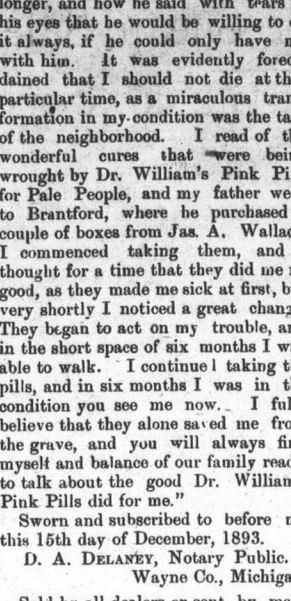 longer, and now he said with tears
his eyes that he would be willing to
it always, if he could only have m
with him. It was evidently foreo
dained that I should not die at th
particular time, as a miraculous tran
formation in my condition was the ta
of the neighborhood. I read of th
wonderful cures that were bein
wrought by Dr. William's Pink Pi
for Pale People, and my father we
to Brantford, where he purchased
couple of boxes from Jas. A. Wallac
I commenced taking them, and
thought for a time that they did me n
good, as they made me sick at first, b
very shortly I noticed a great chang
They began to act on my trouble, an
in the short space of six months I wa
able to walk. I continue l taking t
pills, and in six months I was in t
condition you see me now. I ful
believe that they alone saved me fro
the grave, and you will always fin
myself and balance of our family read
to talk about the good Dr. William
Pink Pills did for me."
Sworn and subscribed to before m
this 15th day of December, 1893.
D. A. DELANEY, Notary Public.
Wayne Co., Michiga